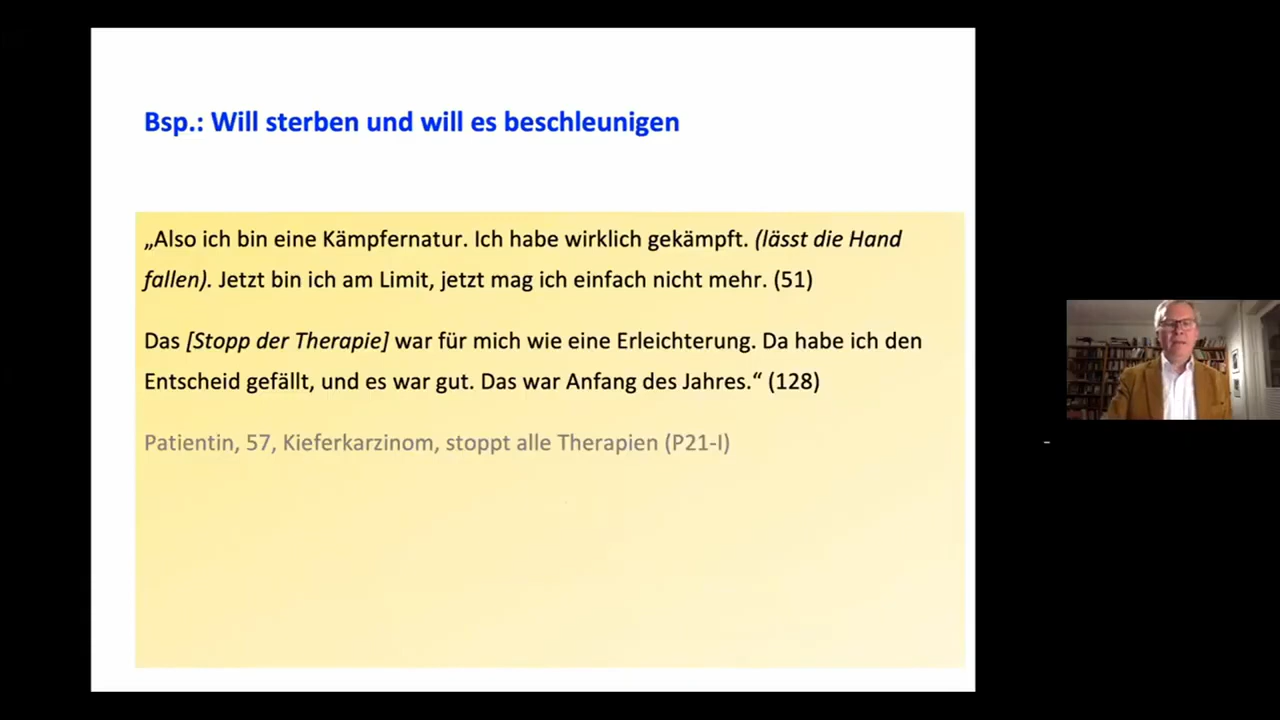 Bsp.: Will sterben und will es beschleunigen
„Also ich bin eine Kämpfernatur. Ich habe wirklich gekämpft. (lässt die Hand
fallen). Jetzt bin ich am Limit, jetzt mag ich einfach nicht mehr. (51)
Das [Stopp der Therapie] war für mich wie eine Erleichterung. Da habe ich den
Entscheid gefällt, und es war gut. Das war Anfang des Jahres.“ (128)
Patientin, 57, Kieferkarzinom, stoppt alle Therapien (P21-I)